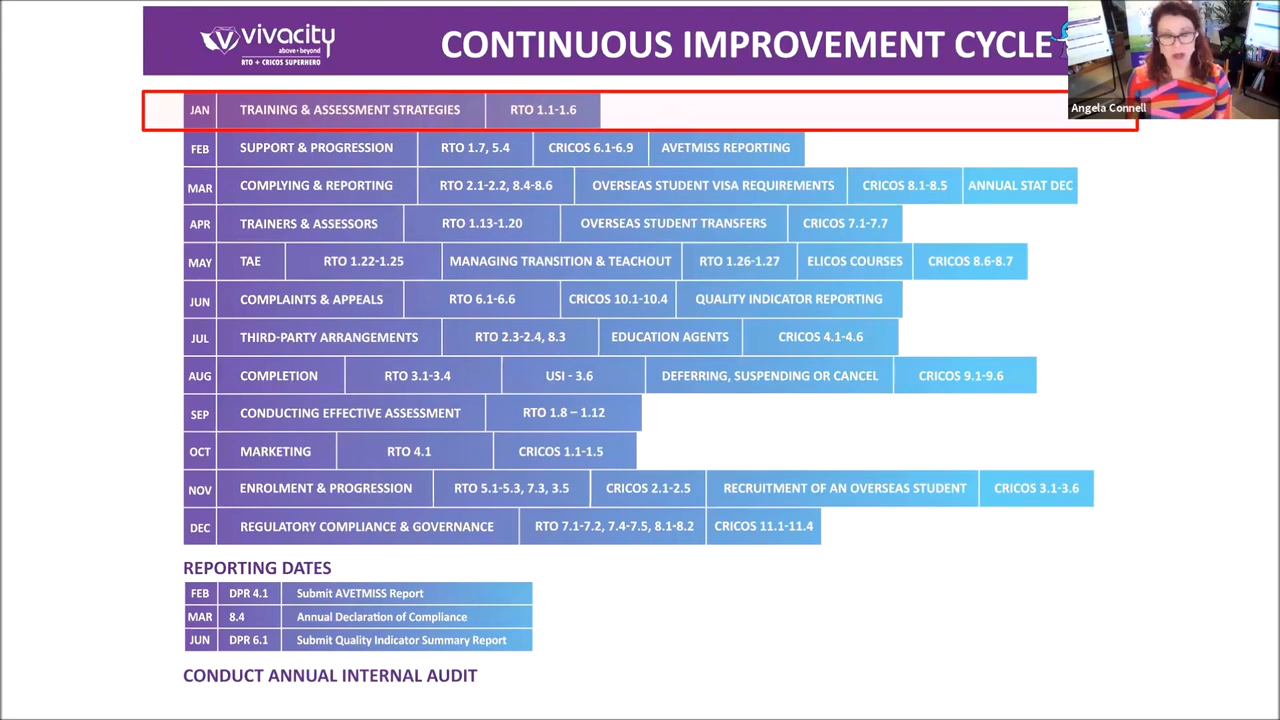 vivacity
above + beyond
RTO + CRICOS SUPERHERO
CONTINUOUS IMPROVEMENT CYCLE
Angela Connell
JAN TRAINING & ASSESSMENT STRATEGIES RTO 1.1-1.6
FEB SUPPORT & PROGRESSION RTO 1.7, 5.4 CRICOS 6.1-6.9 AVETMISS REPORTING
MAR COMPLYING & REPORTING RTO 2.1-2.2, 8.4-8.6 OVERSEAS STUDENT VISA REQUIREMENTS CRICOS 8.1-8.5 ANNUAL STAT DEC
APR TRAINERS & ASSESSORS RTO 1.13-1.20 OVERSEAS STUDENT TRANSFERS CRICOS 7.1-7.7
MAY TAE RTO 1.22-1.25 MANAGING TRANSITION & TEACHOUT RTO 1.26-1.27 ELICOS COURSES CRICOS 8.6-8.7
JUN COMPLAINTS & APPEALS RTO 6.1-6.6 CRICOS 10.1-10.4 QUALITY INDICATOR REPORTING
JUL THIRD-PARTY ARRANGEMENTS RTO 2.3-2.4, 8.3 EDUCATION AGENTS CRICOS 4.1-4.6
AUG COMPLETION RTO 3.1-3.4 USI - 3.6 DEFERRING, SUSPENDING OR CANCEL CRICOS 9.1-9.6
SEP CONDUCTING EFFECTIVE ASSESSMENT RTO 1.8 – 1.12
OCT MARKETING RTO 4.1 CRICOS 1.1-1.5
NOV ENROLMENT & PROGRESSION RTO 5.1-5.3, 7.3, 3.5 CRICOS 2.1-2.5 RECRUITMENT OF AN OVERSEAS STUDENT CRICOS 3.1-3.6
DEC REGULATORY COMPLIANCE & GOVERNANCE RTO 7.1-7.2, 7.4-7.5, 8.1-8.2 CRICOS 11.1-11.4
REPORTING DATES
FEB DPR 4.1 Submit AVETMISS Report
MAR 8.4 Annual Declaration of Compliance
JUN DPR 6.1 Submit Quality Indicator Summary Report
CONDUCT ANNUAL INTERNAL AUDIT